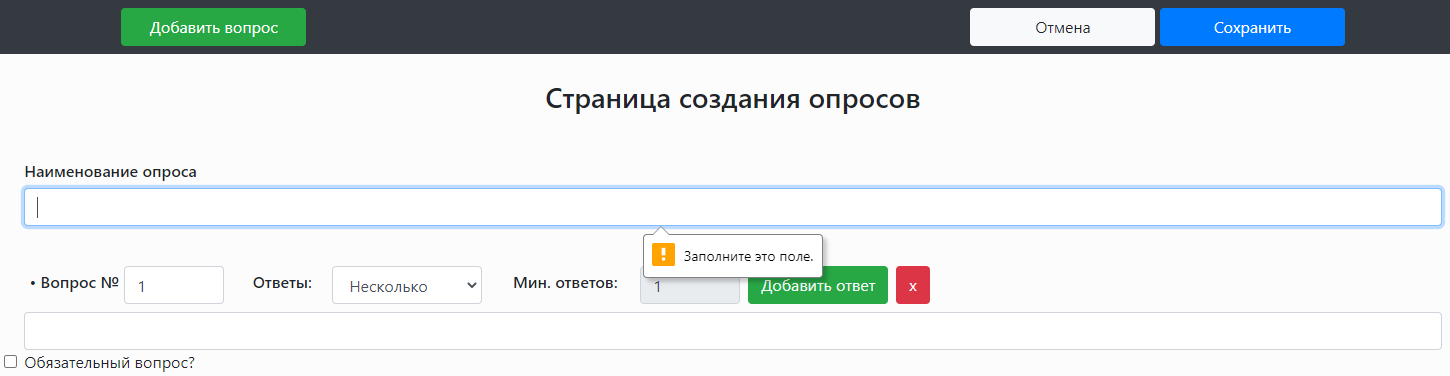 Добавить вопрос Отмена Сохранить
Страница создания опросов
Наименование опроса
! Заполните это поле.
• Вопрос № 1 Ответы: Несколько Мин. ответов: 1 Добавить ответ x
Обязательный вопрос?